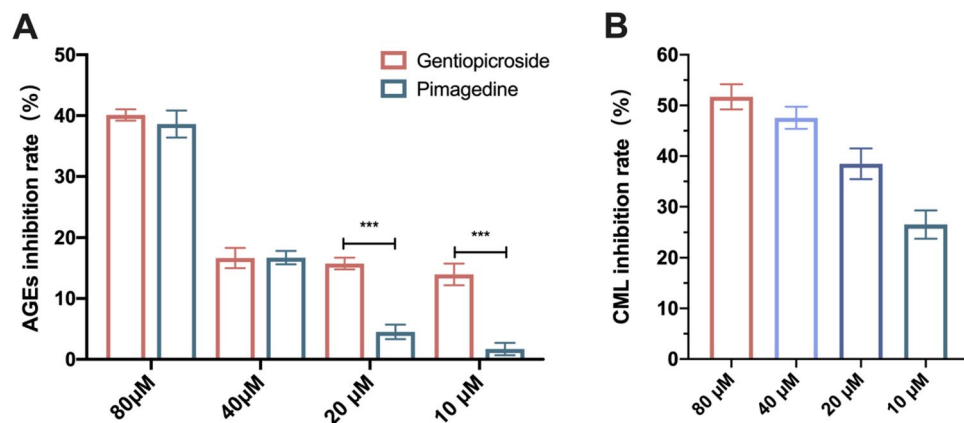 A
AGEs inhibition rate (%)
50
40
30
20
10
0
Gentiopicroside
Pimagedine
***
***
80μM
40μM
20 μM
10 μM
B
CML inhibition rate (%)
60
50
40
30
20
10
0
80 μM
40 μM
20 μM
10 μM